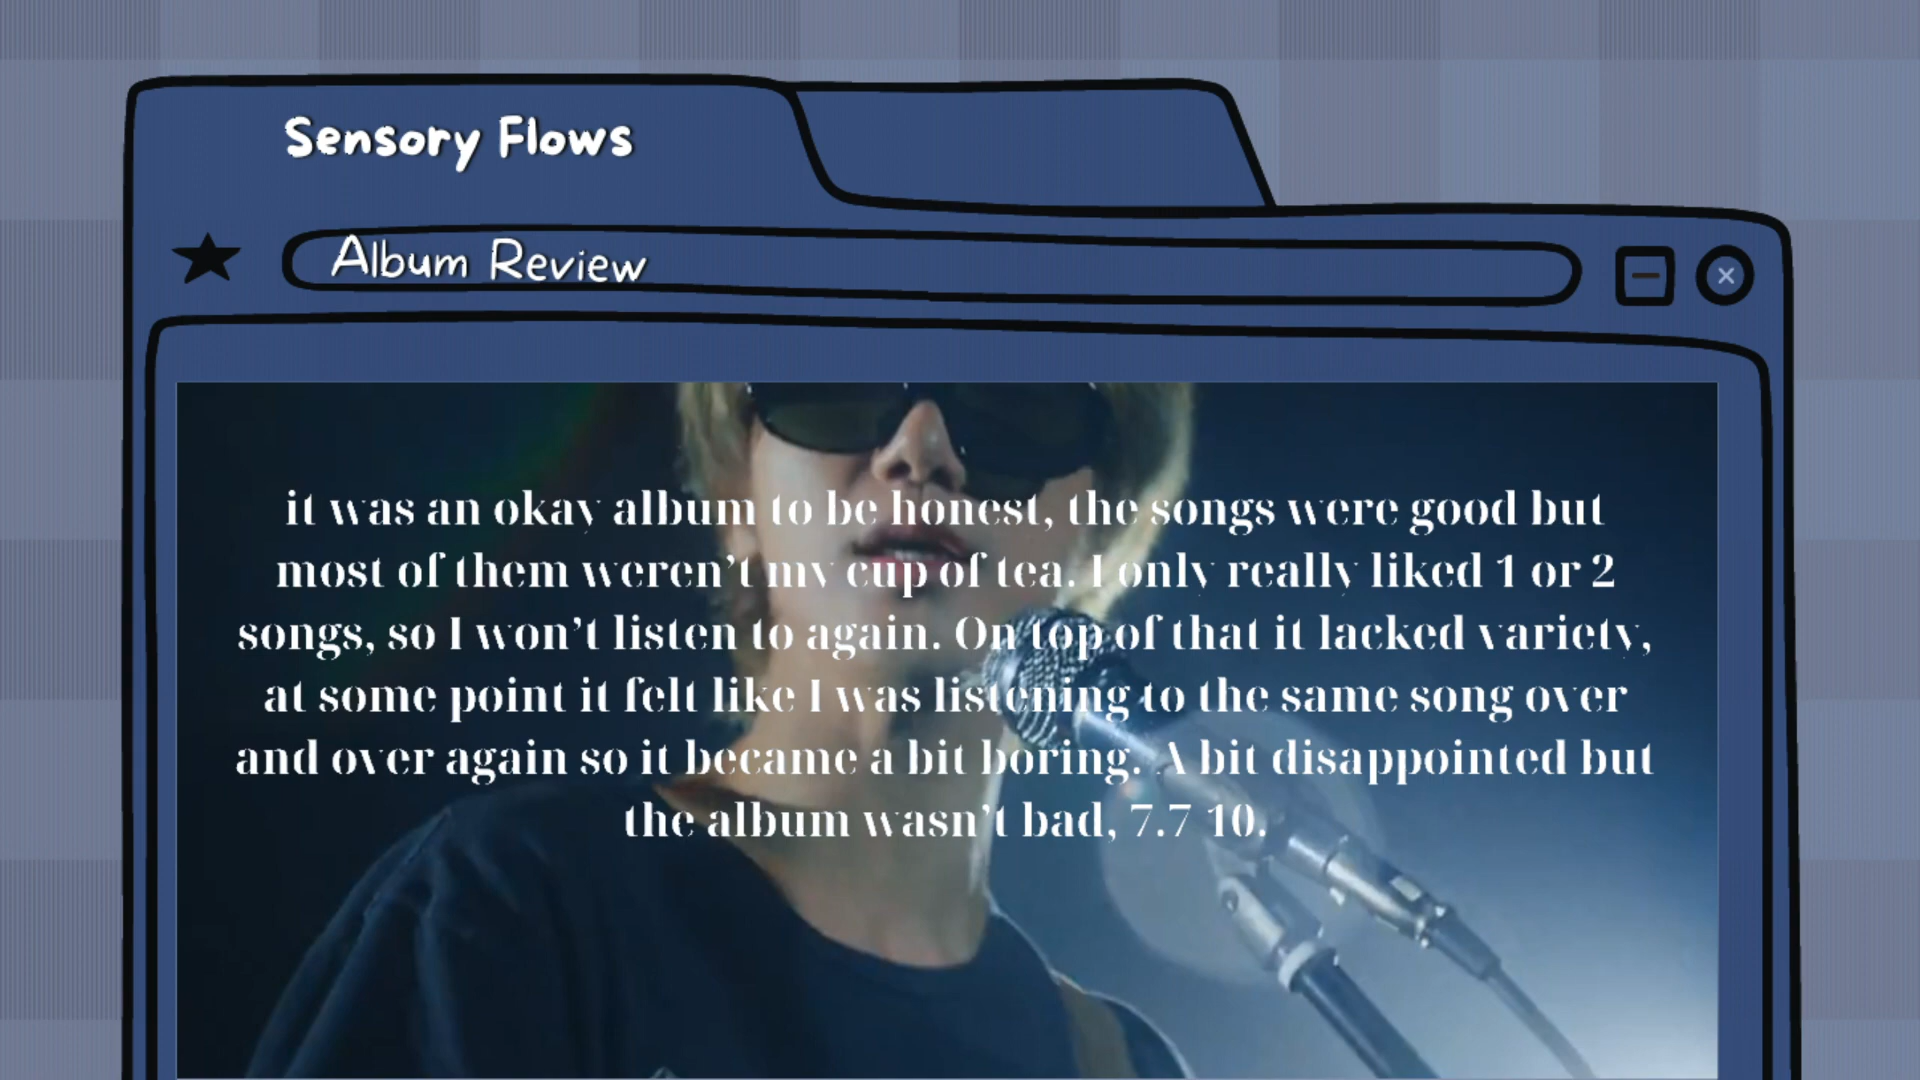 Sensory Flows
Album Review
it was an okay album to be honest, the songs were good but
most of them weren’t my cup of tea. I only really liked 1 or 2
songs, so I won’t listen to again. On top of that it lacked variety,
at some point it felt like I was listening to the same song over
and over again so it became a bit boring. A bit disappointed but
the album wasn’t bad, 7.7 10.